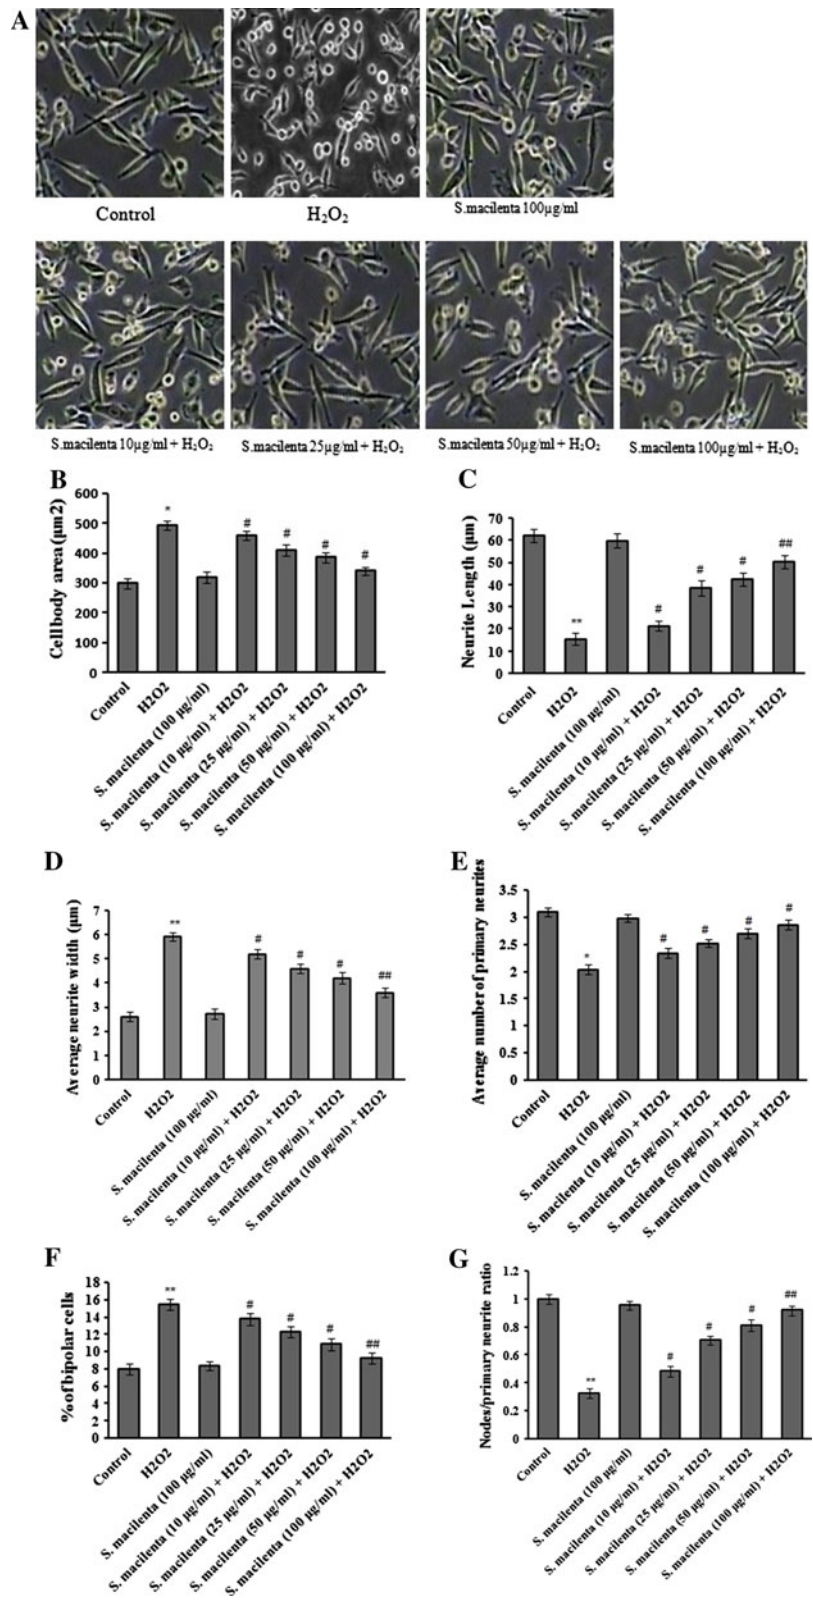 A
Control
H₂O₂
S.macilenta 100µg/ml
S.macilenta 10µg/ml + H₂O₂
S.macilenta 25µg/ml + H₂O₂
S.macilenta 50µg/ml + H₂O₂
S.macilenta 100µg/ml + H₂O₂
B
Cell body area (µm2)
600
500
400
300
200
100
0
*
#
#
#
#
Control
H2O2
S. macilenta (100 µg/ml)
S. macilenta (10 µg/ml) + H2O2
S. macilenta (25 µg/ml) + H2O2
S. macilenta (50 µg/ml) + H2O2
S. macilenta (100 µg/ml) + H2O2
C
Neurite Length (µm)
70
60
50
40
30
20
10
0
**
#
#
#
##
Control
H2O2
S. macilenta (100 µg/ml)
S. macilenta (10 µg/ml) + H2O2
S. macilenta (25 µg/ml) + H2O2
S. macilenta (50 µg/ml) + H2O2
S. macilenta (100 µg/ml) + H2O2
D
Average neurite width (µm)
7
6
5
4
3
2
1
0
**
#
#
#
##
Control
H2O2
S. macilenta (100 µg/ml)
S. macilenta (10 µg/ml) + H2O2
S. macilenta (25 µg/ml) + H2O2
S. macilenta (50 µg/ml) + H2O2
S. macilenta (100 µg/ml) + H2O2
E
Average number of primary neurites
3.5
3
2.5
2
1.5
1
0.5
0
*
#
#
#
#
Control
H2O2
S. macilenta (100 µg/ml)
S. macilenta (10 µg/ml) + H2O2
S. macilenta (25 µg/ml) + H2O2
S. macilenta (50 µg/ml) + H2O2
S. macilenta (100 µg/ml) + H2O2
F
% of bipolar cells
18
16
14
12
10
8
6
4
2
0
**
#
#
#
##
Control
H2O2
S. macilenta (100 µg/ml)
S. macilenta (10 µg/ml) + H2O2
S. macilenta (25 µg/ml) + H2O2
S. macilenta (50 µg/ml) + H2O2
S. macilenta (100 µg/ml) + H2O2
G
Nodes/primary neurite ratio
1.2
1
0.8
0.6
0.4
0.2
0
**
#
#
#
##
Control
H2O2
S. macilenta (100 µg/ml)
S. macilenta (10 µg/ml) + H2O2
S. macilenta (25 µg/ml) + H2O2
S. macilenta (50 µg/ml) + H2O2
S. macilenta (100 µg/ml) + H2O2